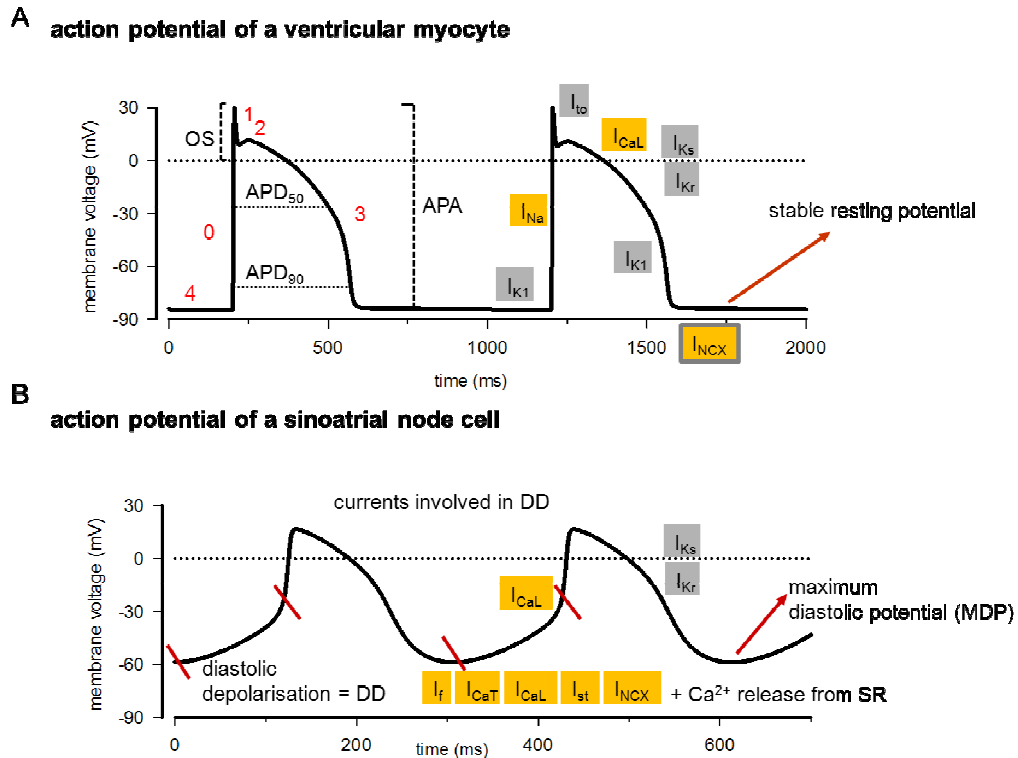 A
action potential of a ventricular myocyte
membrane voltage (mV)
30
0
-30
-60
-90
OS
1
2
0
3
4
APD50
APD90
APA
Ito
ICaL
IKs
IKr
INa
IK1
IK1
stable resting potential
INCX
0 500 1000 1500 2000
time (ms)
B
action potential of a sinoatrial node cell
membrane voltage (mV)
30
0
-30
-60
-90
currents involved in DD
ICaL
IKs
IKr
maximum
diastolic potential (MDP)
diastolic
depolarisation = DD
If ICaT ICaL Ist INCX + Ca2+ release from SR
0 200 400 600
time (ms)